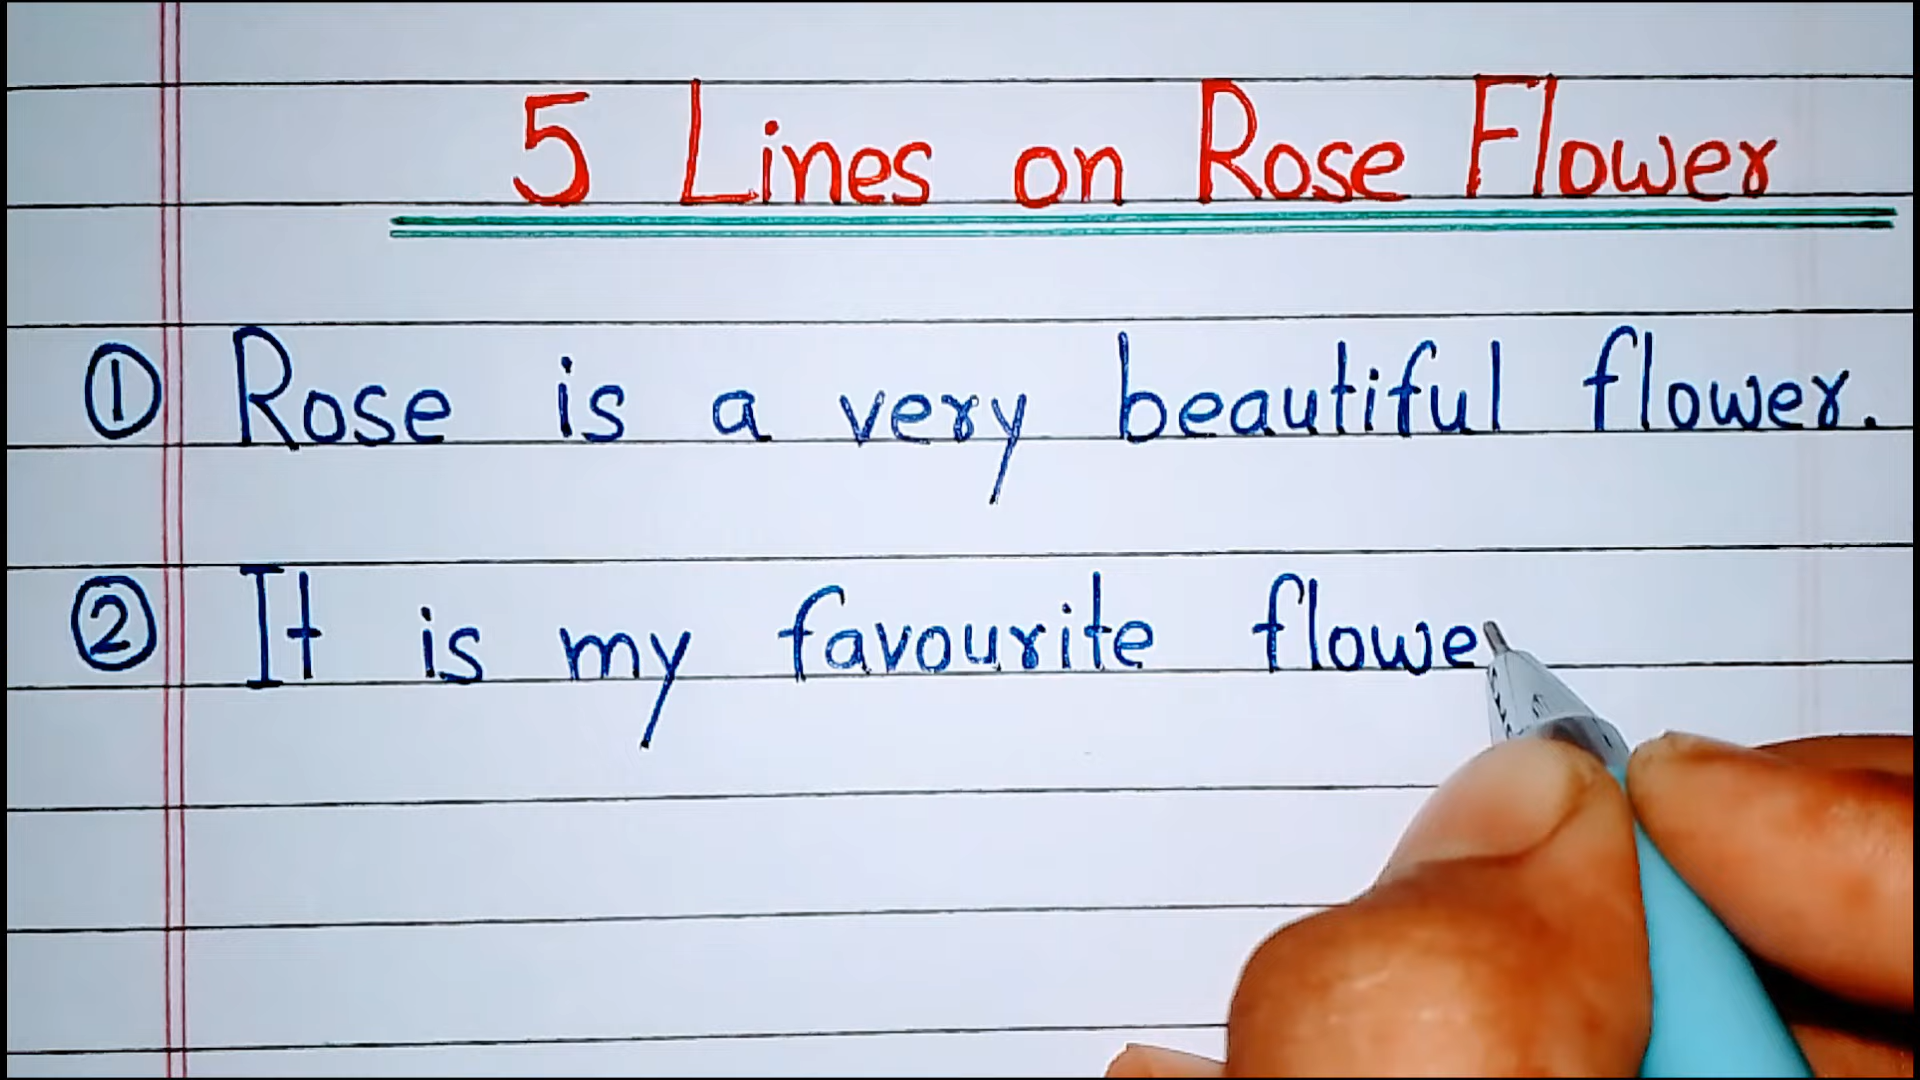 5 Lines on Rose Flower
① Rose is a very beautiful flower.
② It is my favourite flowe